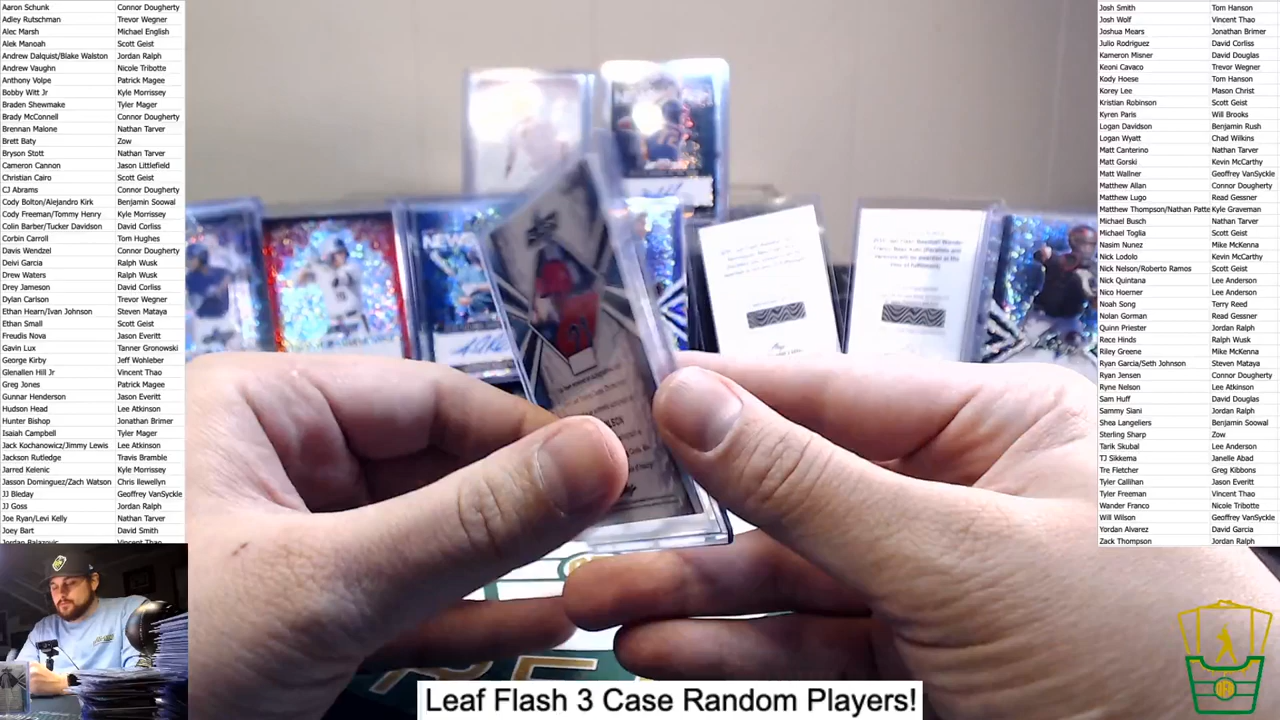 Aaron Schunk Connor Dougherty
Adley Rutschman Trevor Wegner
Alec Marsh Michael English
Alek Manoah Scott Geist
Andrew Dalquist/Blake Walston Jordan Ralph
Andrew Vaughn Nicole Tribotte
Anthony Volpe Patrick Magee
Bobby Witt Jr Kyle Morrissey
Braden Shewmake Tyler Mager
Brady McConnell Connor Dougherty
Brennan Malone Nathan Tarver
Brett Baty Zow
Bryson Stott Nathan Tarver
Cameron Cannon Jason Littlefield
Christian Cairo Scott Geist
CJ Abrams Connor Dougherty
Cody Bolton/Alejandro Kirk Benjamin Soowal
Cody Freeman/Tommy Henry Kyle Morrissey
Colin Barber/Tucker Davidson David Corliss
Corbin Carroll Tom Hughes
Davis Wendzel Connor Dougherty
Deivi Garcia Ralph Wusk
Drew Waters Ralph Wusk
Drey Jameson David Corliss
Dylan Carlson Trevor Wegner
Ethan Hearn/Ivan Johnson Steven Mataya
Ethan Small Scott Geist
Freudis Nova Jason Everitt
Gavin Lux Tanner Gronowski
George Kirby Jeff Wohleber
Glenallen Hill Jr Vincent Thao
Greg Jones Patrick Magee
Gunnar Henderson Jason Everitt
Hudson Head Lee Atkinson
Hunter Bishop Jonathan Brimer
Isaiah Campbell Tyler Mager
Jack Kochanowicz/Jimmy Lewis Lee Atkinson
Jackson Rutledge Travis Bramble
Jarred Kelenic Kyle Morrissey
Jasson Dominguez/Zach Watson Chris llewellyn
JJ Bleday Geoffrey VanSyckle
JJ Goss Jordan Ralph
Joe Ryan/Levi Kelly Nathan Tarver
Joey Bart David Smith
Jordan Balazovic Vincent Thao
Josh Smith Tom Hanson
Josh Wolf Vincent Thao
Joshua Mears Jonathan Brimer
Julio Rodriguez David Corliss
Kameron Misner David Douglas
Keoni Cavaco Trevor Wegner
Kody Hoese Tom Hanson
Korey Lee Mason Christ
Kristian Robinson Scott Geist
Kyren Paris Will Brooks
Logan Davidson Benjamin Rush
Logan Wyatt Chad Wilkins
Matt Canterino Nathan Tarver
Matt Gorski Kevin McCarthy
Matt Wallner Geoffrey VanSyckle
Matthew Allan Connor Dougherty
Matthew Lugo Read Gessner
Matthew Thompson/Nathan Patte Kyle Graveman
Michael Busch Nathan Tarver
Michael Toglia Scott Geist
Nasim Nunez Mike McKenna
Nick Lodolo Kevin McCarthy
Nick Nelson/Roberto Ramos Scott Geist
Nick Quintana Lee Anderson
Nico Hoerner Lee Anderson
Noah Song Terry Reed
Nolan Gorman Read Gessner
Quinn Priester Jordan Ralph
Rece Hinds Ralph Wusk
Riley Greene Mike McKenna
Ryan Garcia/Seth Johnson Steven Mataya
Ryan Jensen Connor Dougherty
Ryne Nelson Lee Atkinson
Sam Huff David Douglas
Sammy Siani Jordan Ralph
Shea Langeliers Benjamin Soowal
Sterling Sharp Zow
Tarik Skubal Lee Anderson
TJ Sikkema Janelle Abad
Tre Fletcher Greg Kibbons
Tyler Callihan Jason Everitt
Tyler Freeman Vincent Thao
Wander Franco Nicole Tribotte
Will Wilson Geoffrey VanSyckle
Yordan Alvarez David Garcia
Zack Thompson Jordan Ralph
Leaf Flash 3 Case Random Players!